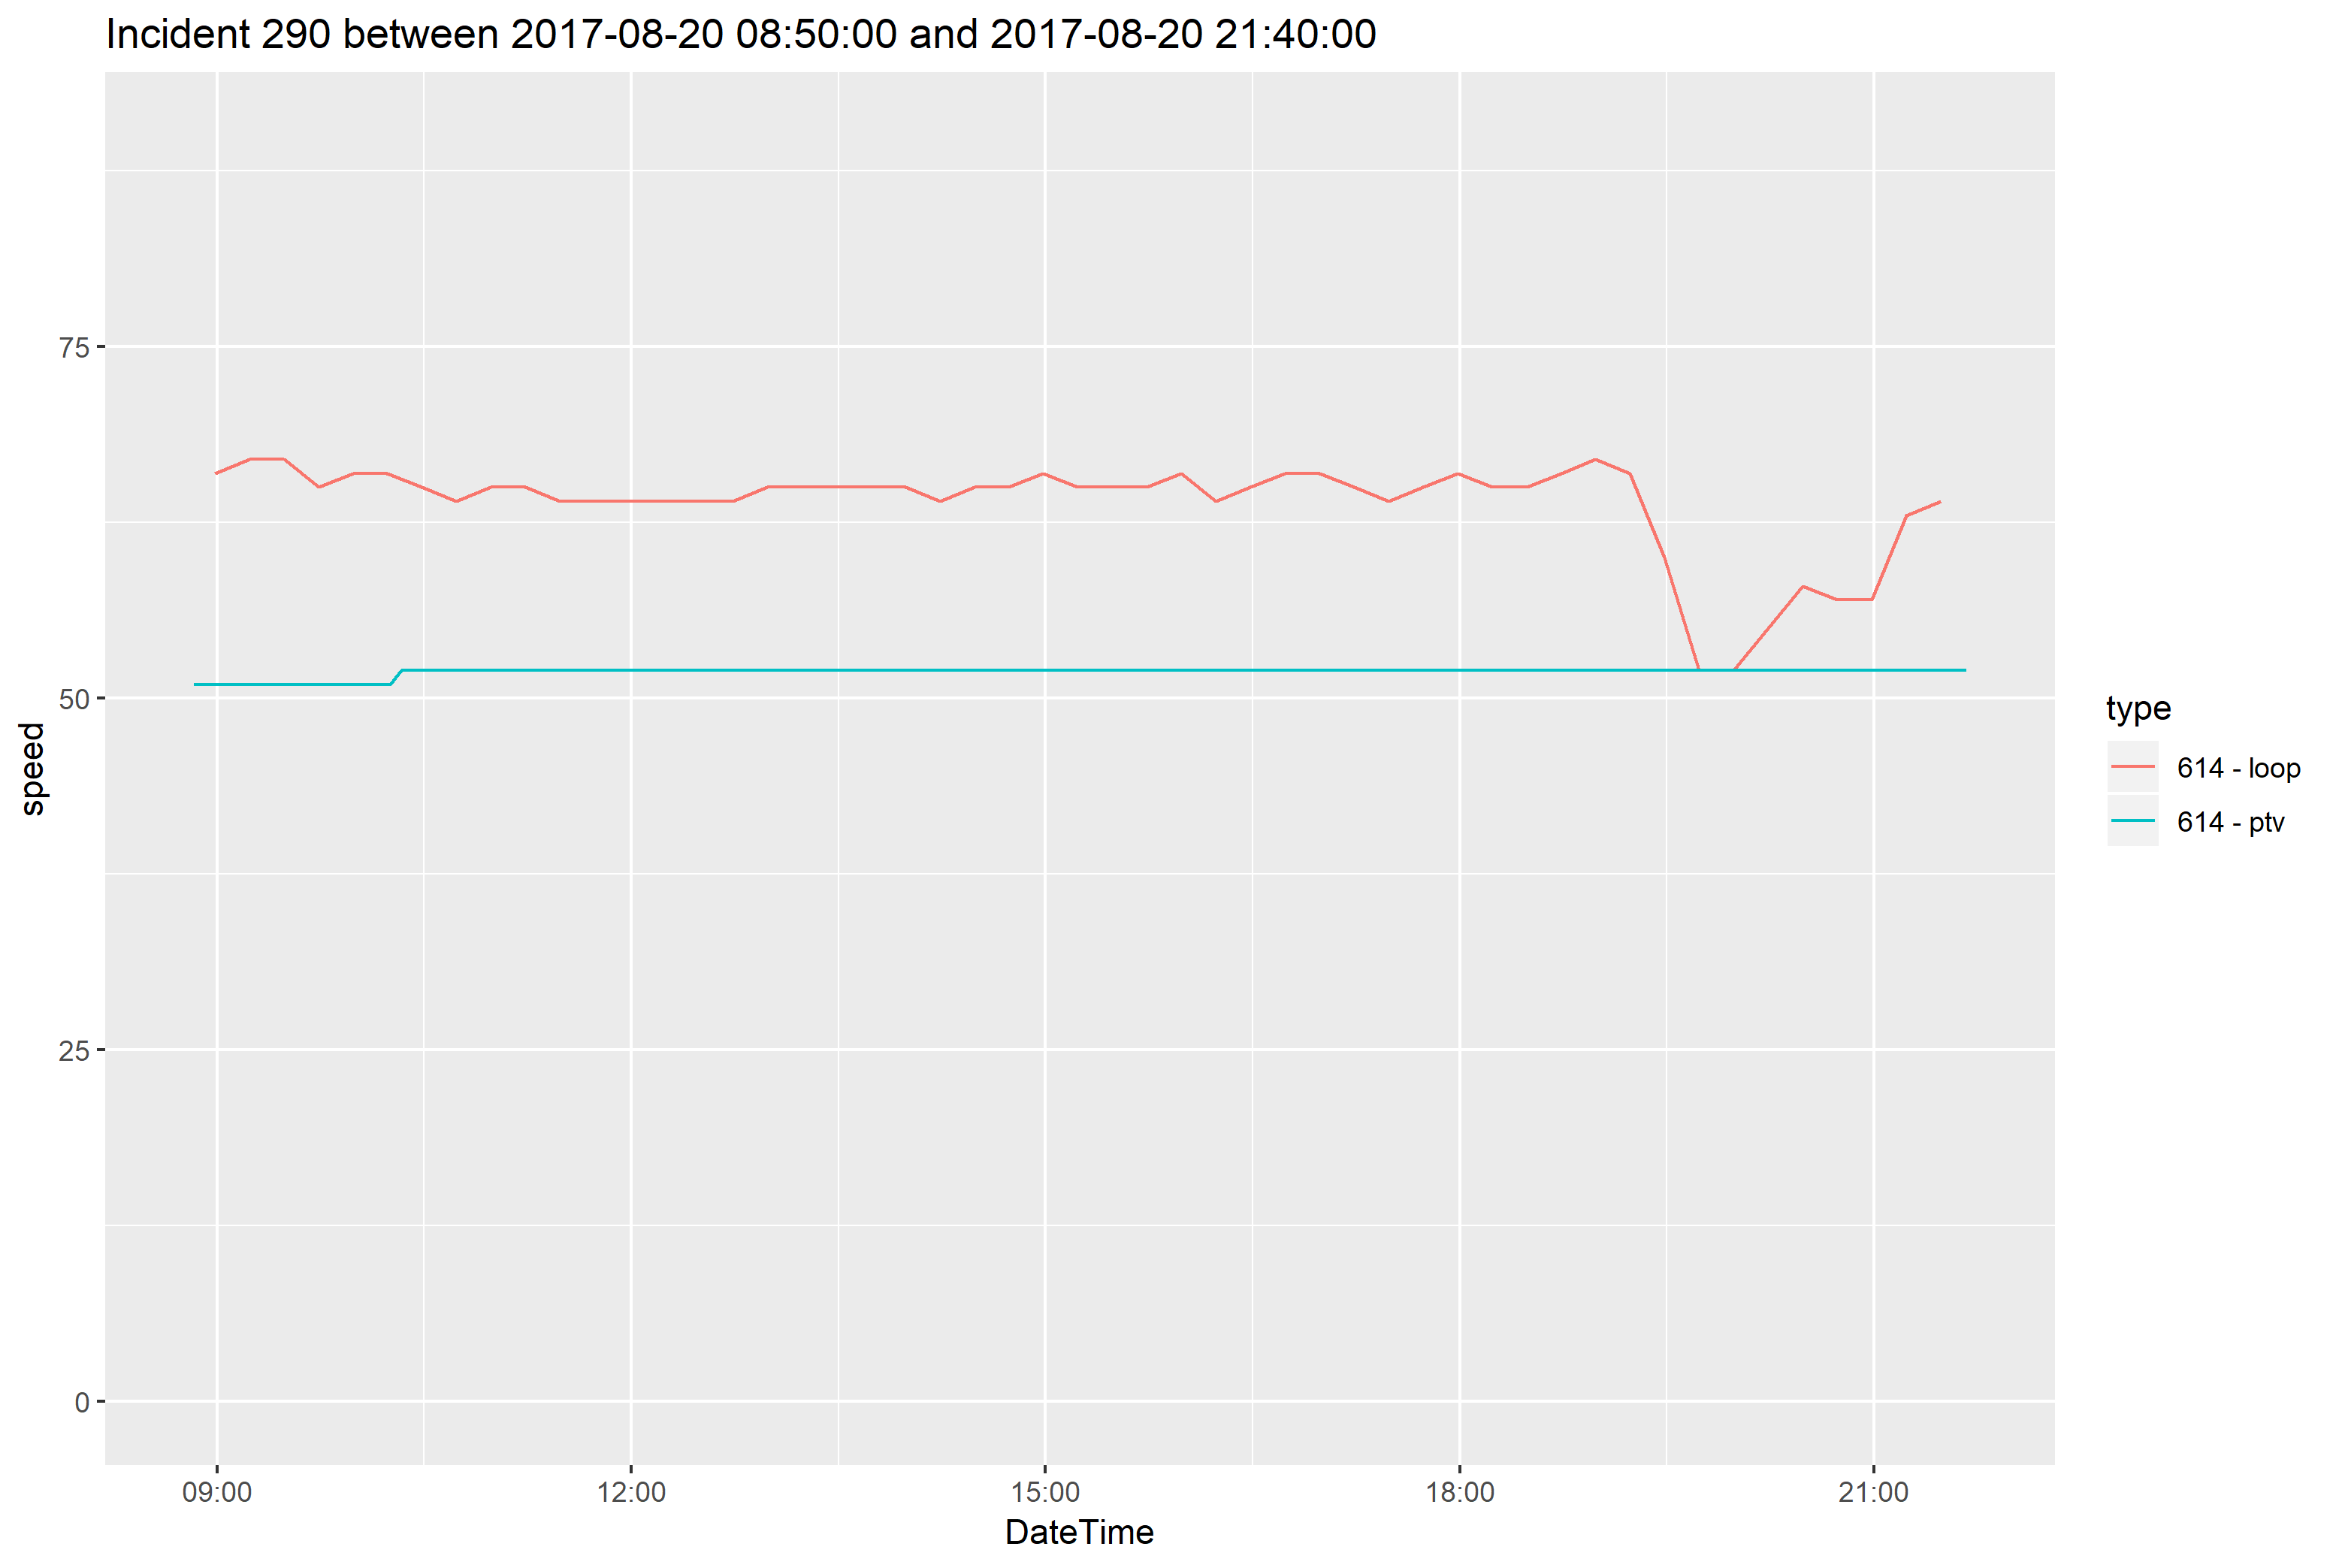 Incident 290 between 2017-08-20 08:50:00 and 2017-08-20 21:40:00
75
50
25
0
speed
09:00 12:00 15:00 18:00 21:00
DateTime
type
614 - loop
614 - ptv